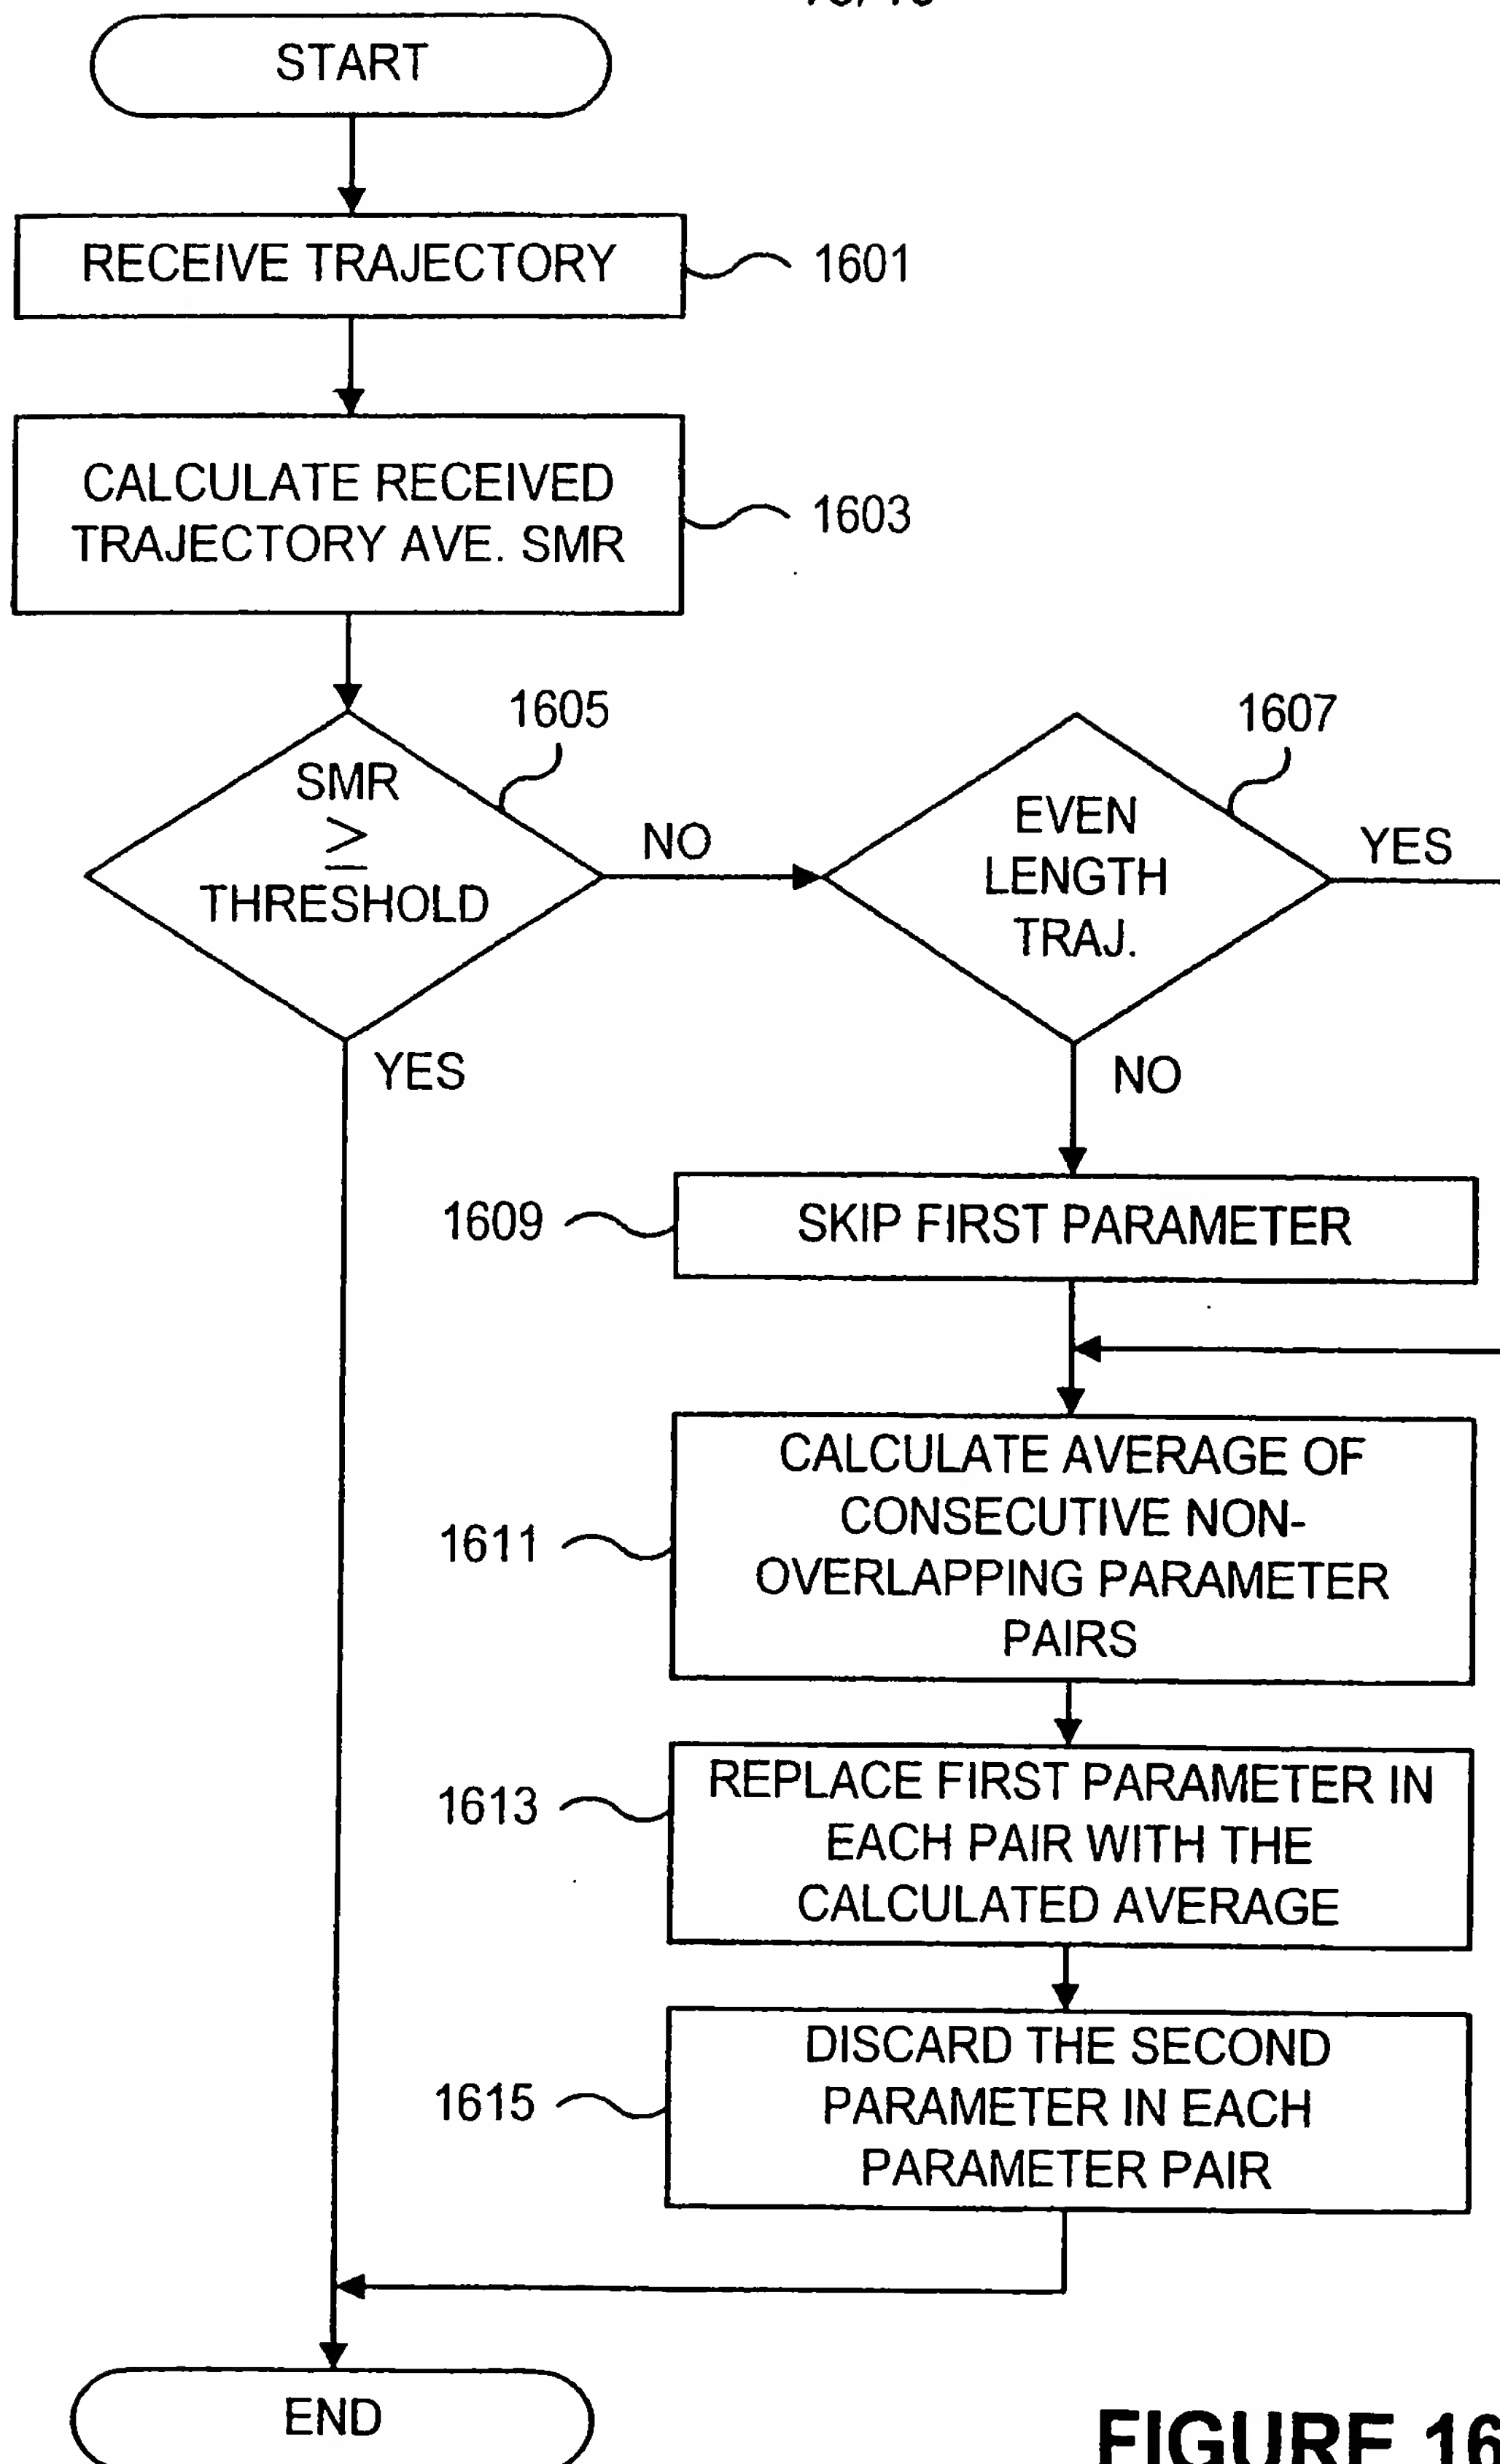 START
RECEIVE TRAJECTORY
1601
CALCULATE RECEIVED
TRAJECTORY AVE. SMR
1603
1605
SMR
≥
THRESHOLD
NO
YES
1607
EVEN
LENGTH
TRAJ.
YES
NO
1609
SKIP FIRST PARAMETER
1611
CALCULATE AVERAGE OF
CONSECUTIVE NON-
OVERLAPPING PARAMETER
PAIRS
1613
REPLACE FIRST PARAMETER IN
EACH PAIR WITH THE
CALCULATED AVERAGE
1615
DISCARD THE SECOND
PARAMETER IN EACH
PARAMETER PAIR
END
FIGURE 16